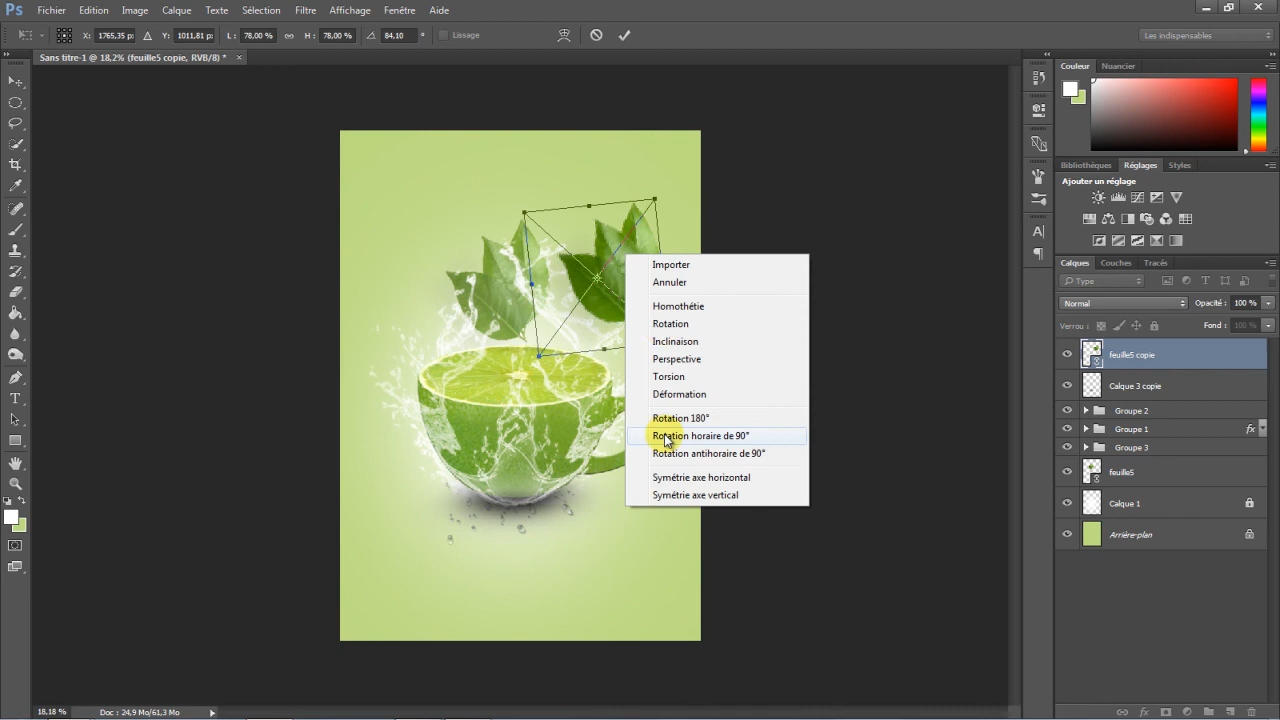 Ps Fichier Edition Image Calque Texte Sélection Filtre Affichage Fenêtre Aide
X: 1765,35 p: Y: 1011,81 p: L: 78,00 % H: 78,00 % 84,10 ° Lissage Les indispensables
Sans titre-1 @ 18,2% (feuille5 copie, RVB/8) * ×
Couleur Nuancier
Bibliothèques Réglages Styles
Ajouter un réglage
Calques Couches Tracés
Type
Normal Opacité : 100 %
Verrou : Fond : 100 %
feuille5 copie
Calque 3 copie
Groupe 2
Groupe 1 fx
Groupe 3
feuille5
Calque 1
Arrière-plan
Importer
Annuler
Homothétie
Rotation
Inclinaison
Perspective
Torsion
Déformation
Rotation 180°
Rotation horaire de 90°
Rotation antihoraire de 90°
Symétrie axe horizontal
Symétrie axe vertical
18,18 % Doc : 24,9 Mo/61,3 Mo